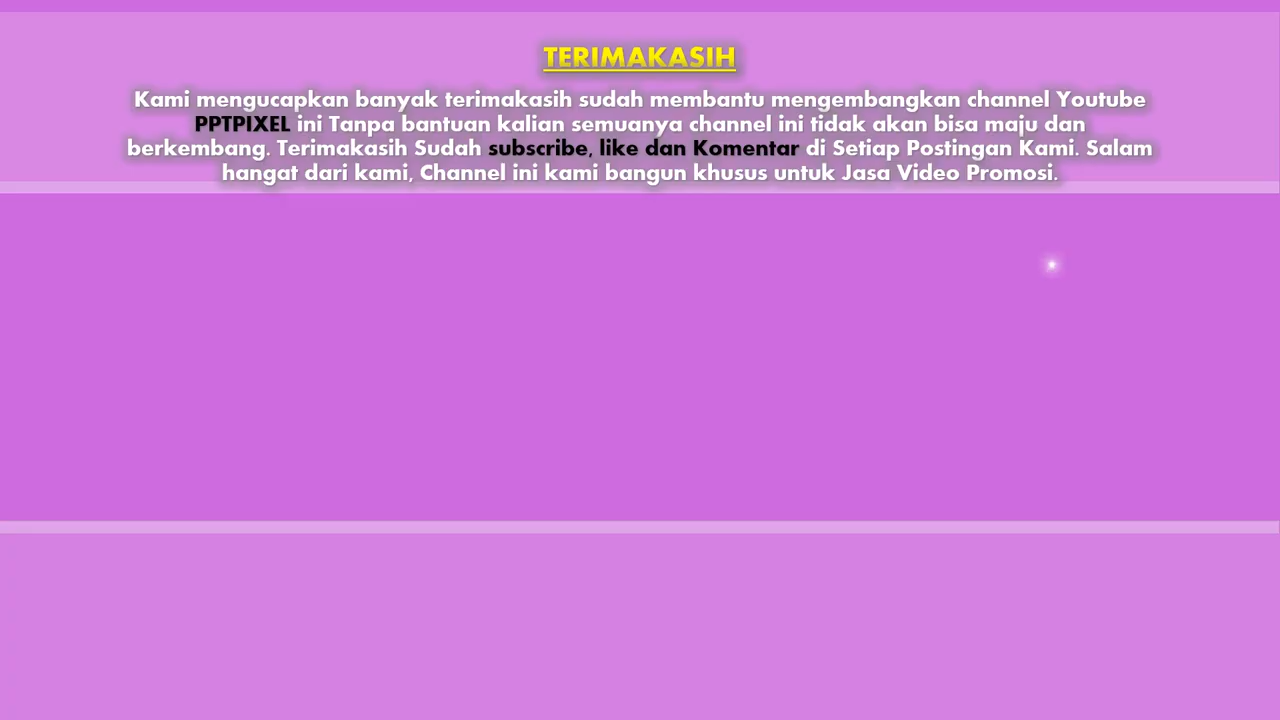 TERIMAKASIH
Kami mengucapkan banyak terimakasih sudah membantu mengembangkan channel Youtube
PPTPIXEL ini Tanpa bantuan kalian semuanya channel ini tidak akan bisa maju dan
berkembang. Terimakasih Sudah subscribe, like dan Komentar di Setiap Postingan Kami. Salam
hangat dari kami, Channel ini kami bangun khusus untuk Jasa Video Promosi.